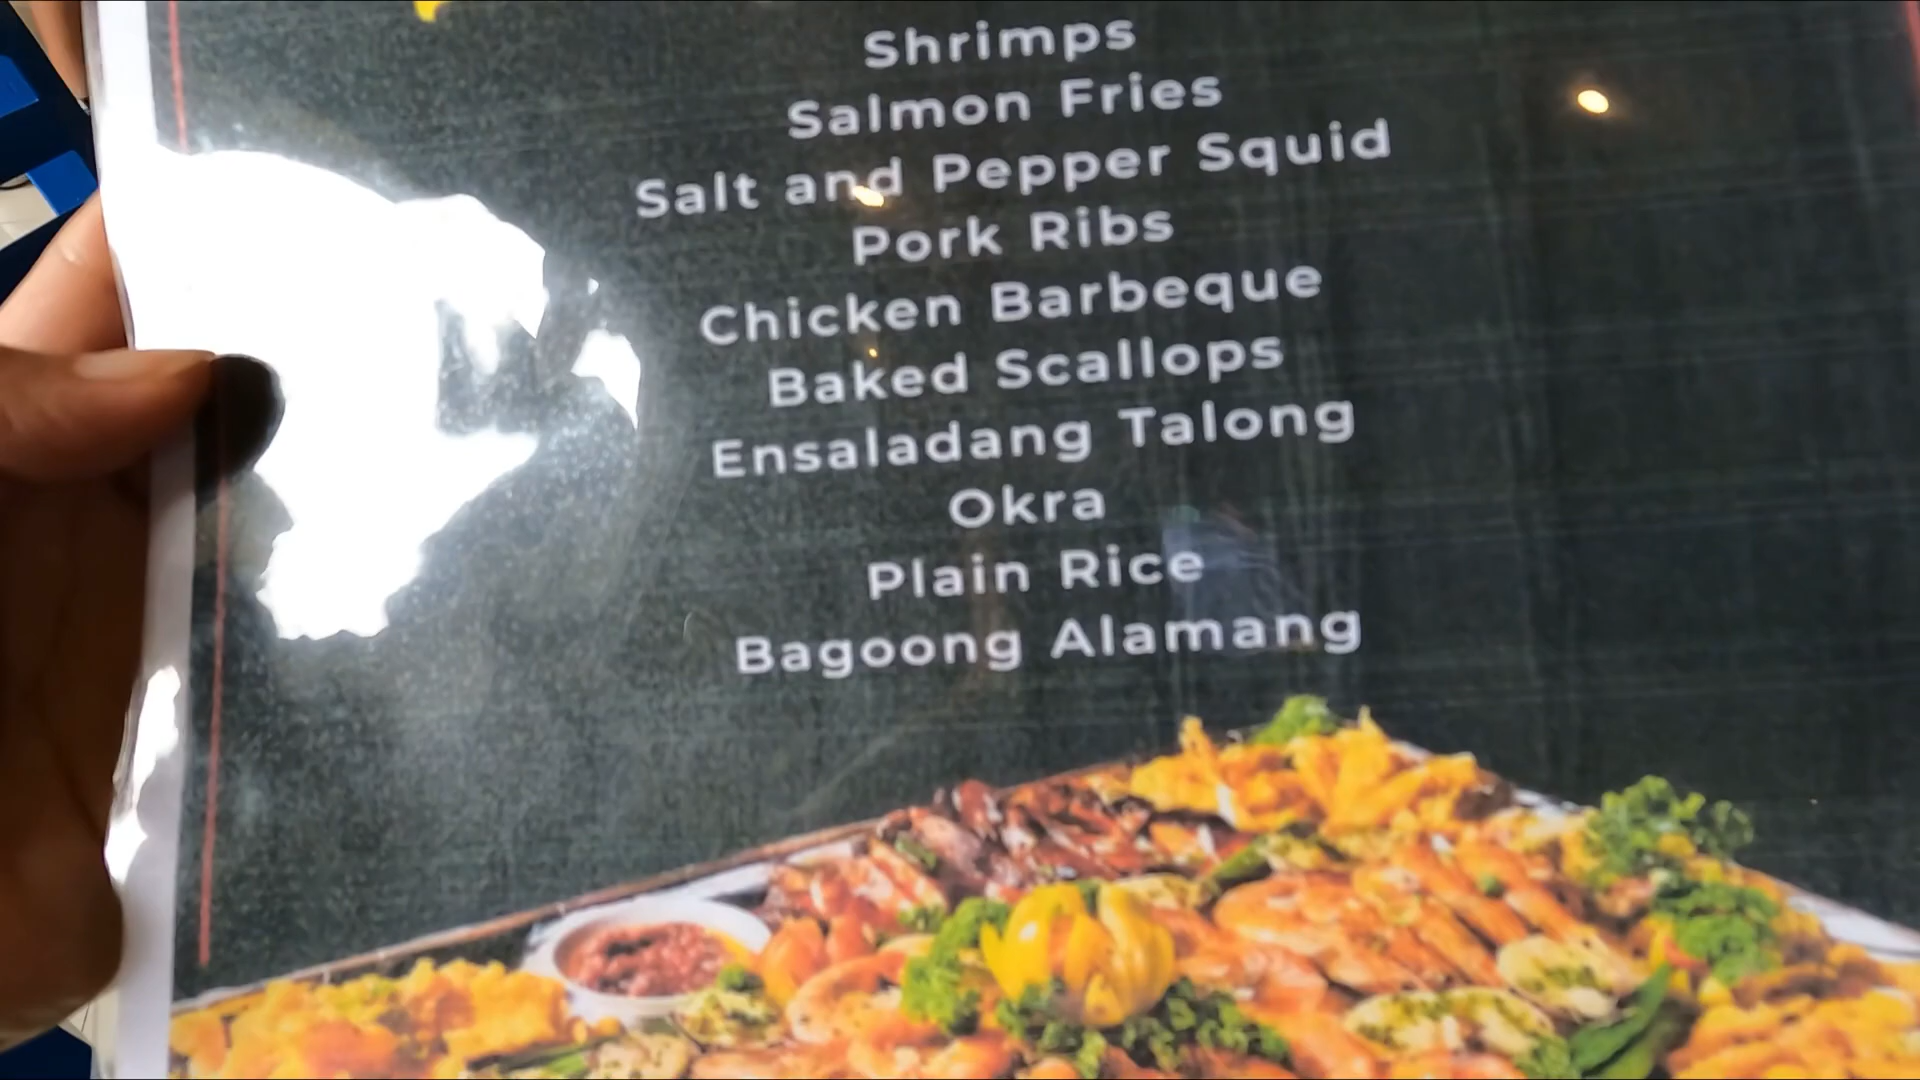 Shrimps
Salmon Fries
Salt and Pepper Squid
Pork Ribs
Chicken Barbeque
Baked Scallops
Ensaladang Talong
Okra
Plain Rice
Bagoong Alamang